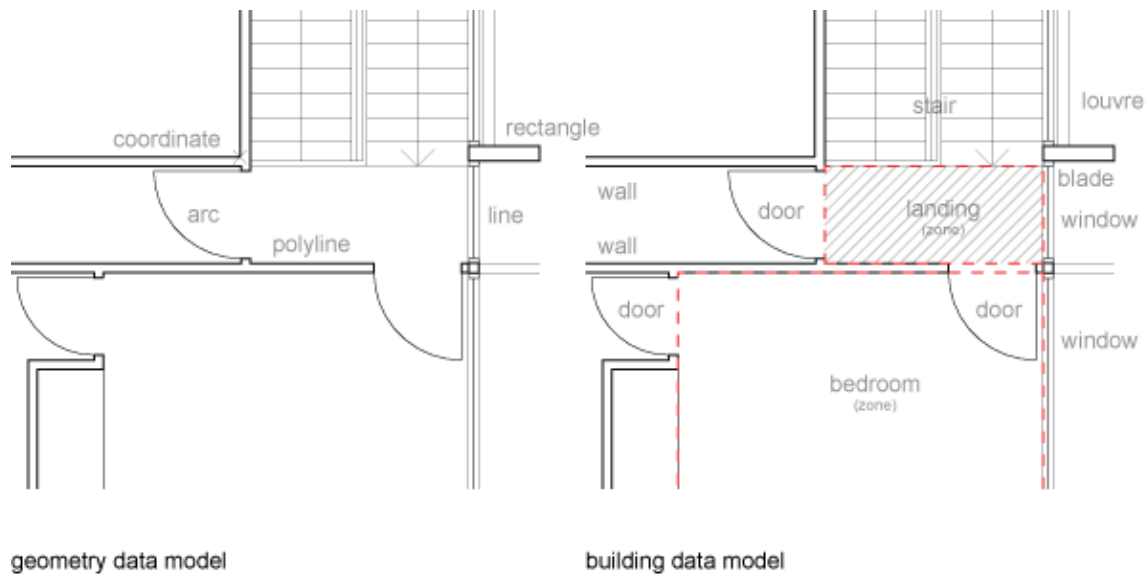 coordinate
rectangle
arc
line
polyline
geometry data model
stair
louvre
wall
door
landing
(zone)
blade
window
wall
door
door
window
bedroom
(zone)
building data model